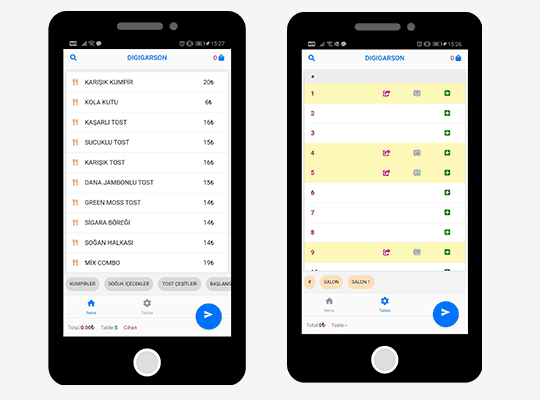 15:27
DIGIGARSON
0
KARIŞIK KUMPİR 20₺
KOLA KUTU 6₺
KAŞARLI TOST 16₺
SUCUKLU TOST 15₺
KARIŞIK TOST 16₺
DANA JAMBONLU TOST 15₺
GREEN MOSS TOST 14₺
SİGARA BÖREĞİ 14₺
SOĞAN HALKASI 14₺
MİX COMBO 19₺
KUMPİRLER SOĞUK İÇECEKLER TOST ÇEŞİTLERİ BAŞLANG
Items Tables
Total:0.00₺ Table:5 Cihan
15:26
DIGIGARSON
0
#
1
2
3
4
5
6
7
8
9
# SALON SALON 1
Items Tables
Total:0₺ Table:-